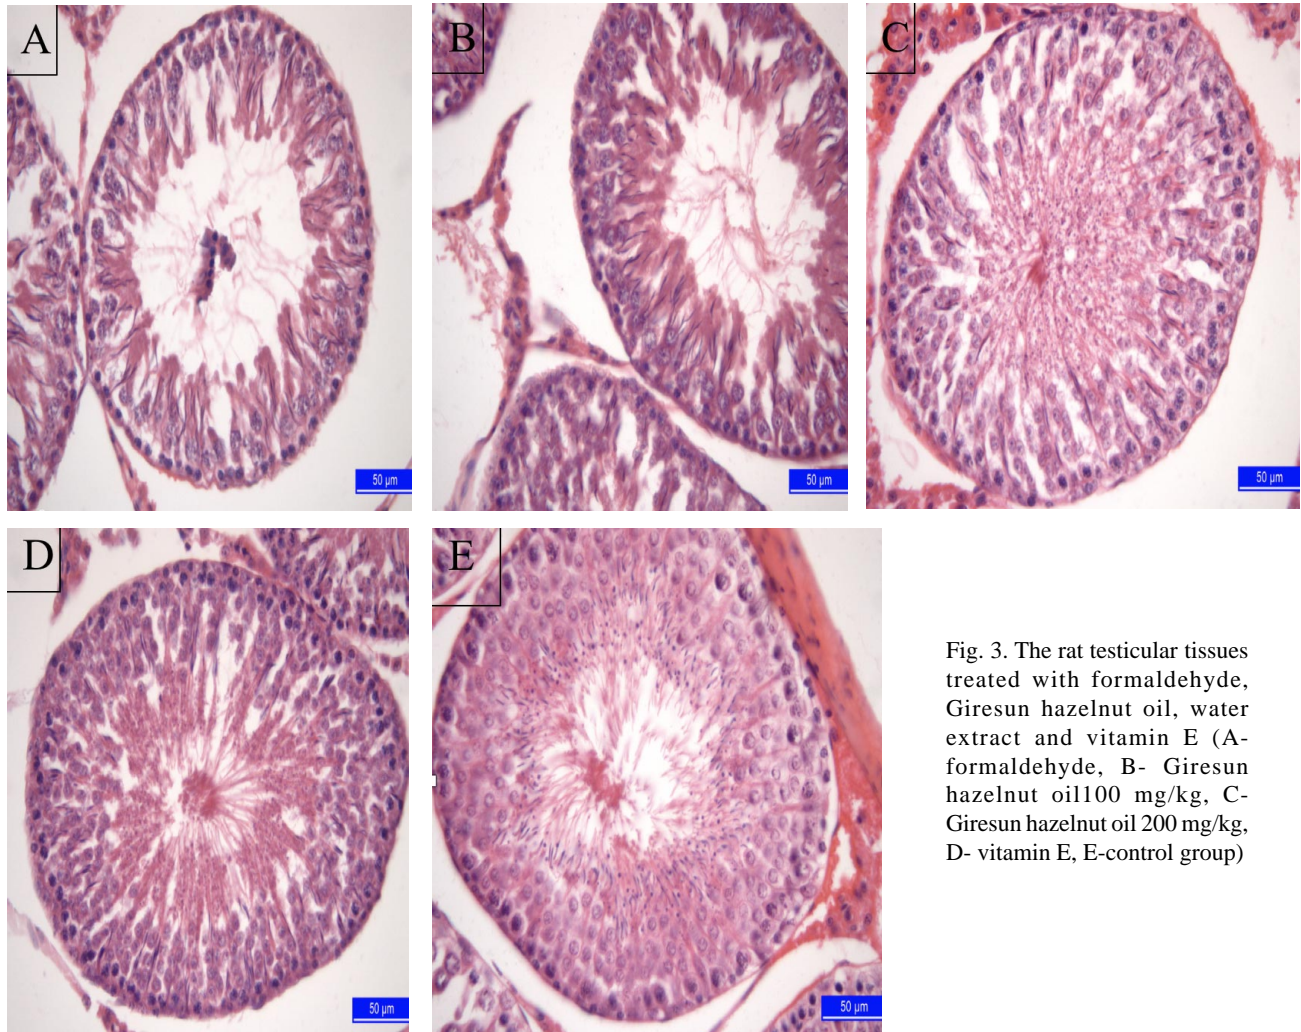 A
B
C
50 µm
50 µm
50 µm
D
E
50 µm
50 µm
Fig. 3. The rat testicular tissues
treated with formaldehyde,
Giresun hazelnut oil, water
extract and vitamin E (A-
formaldehyde, B- Giresun
hazelnut oil100 mg/kg, C-
Giresun hazelnut oil 200 mg/kg,
D- vitamin E, E-control group)